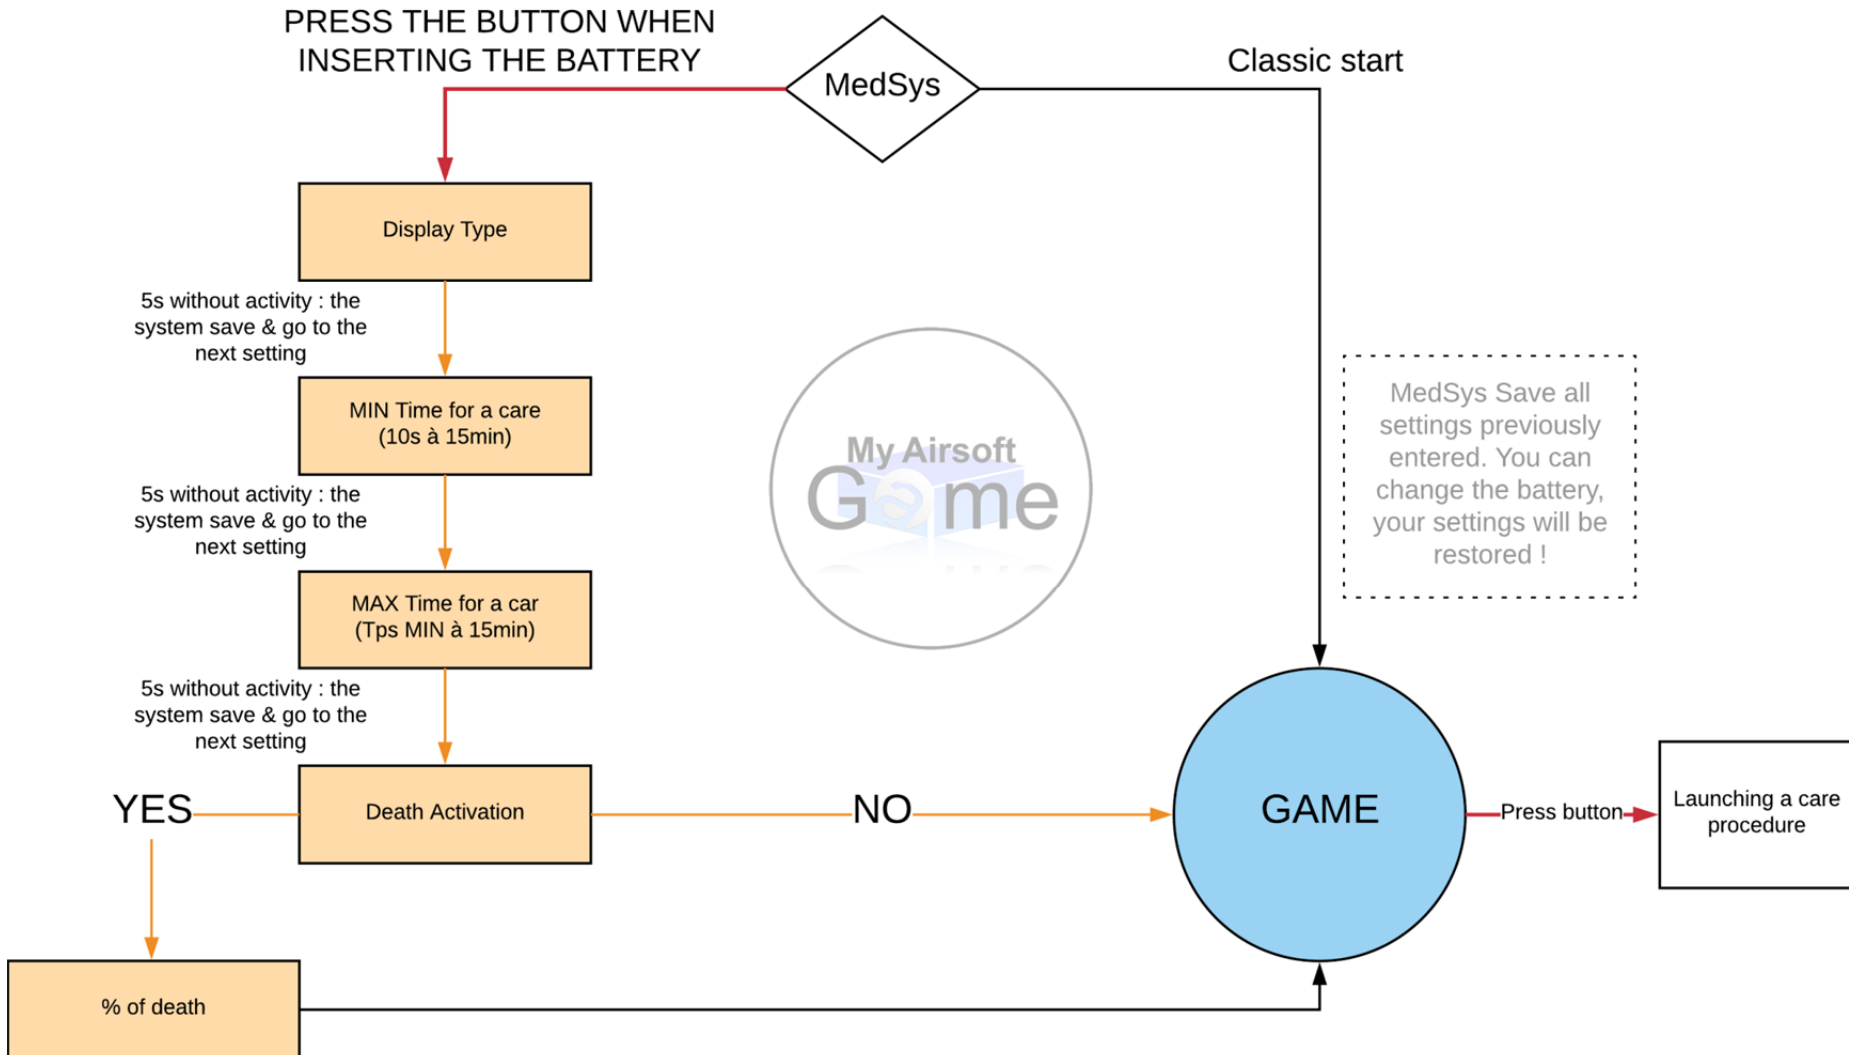 PRESS THE BUTTON WHEN
INSERTING THE BATTERY
MedSys
Classic start
Display Type
5s without activity : the
system save & go to the
next setting
MIN Time for a care
(10s à 15min)
5s without activity : the
system save & go to the
next setting
MAX Time for a car
(Tps MIN à 15min)
5s without activity : the
system save & go to the
next setting
My Airsoft
Game
MedSys Save all
settings previously
entered. You can
change the battery,
your settings will be
restored !
YES
Death Activation
NO
GAME
Press button
Launching a care
procedure
% of death